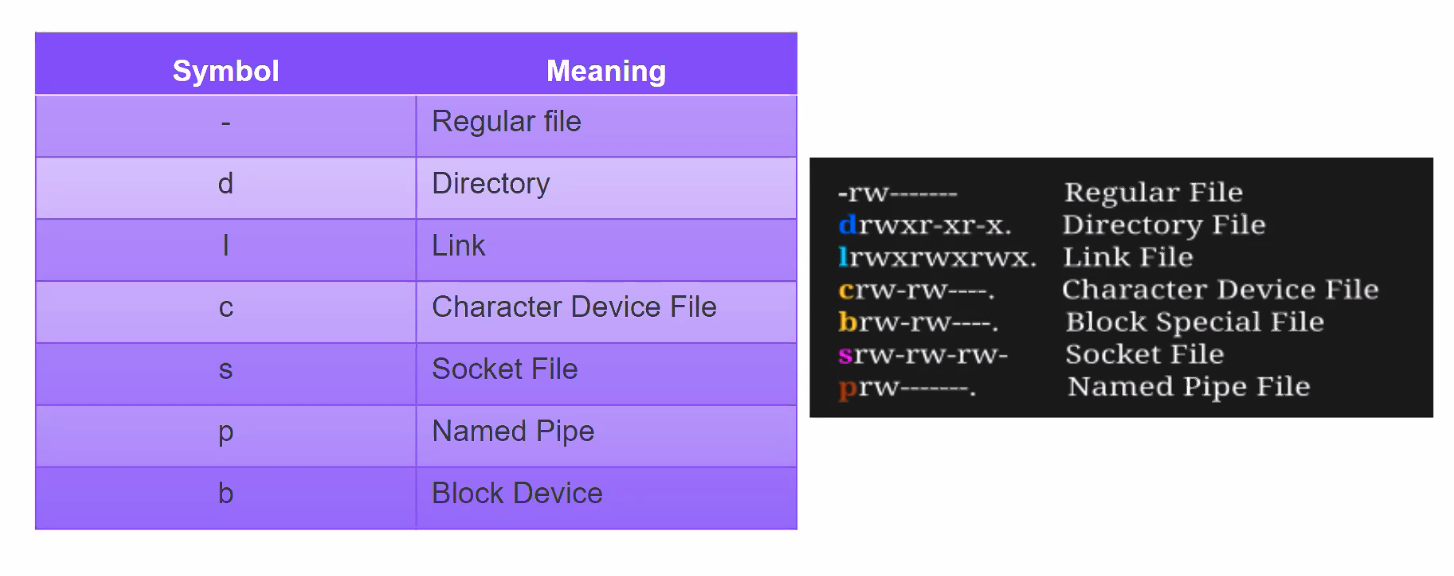 Symbol Meaning
- Regular file
d Directory
l Link
c Character Device File
s Socket File
p Named Pipe
b Block Device
-rw------- Regular File
drwxr-xr-x. Directory File
lrwxrwxrwx. Link File
crw-rw----. Character Device File
brw-rw----. Block Special File
srw-rw-rw- Socket File
prw-------. Named Pipe File